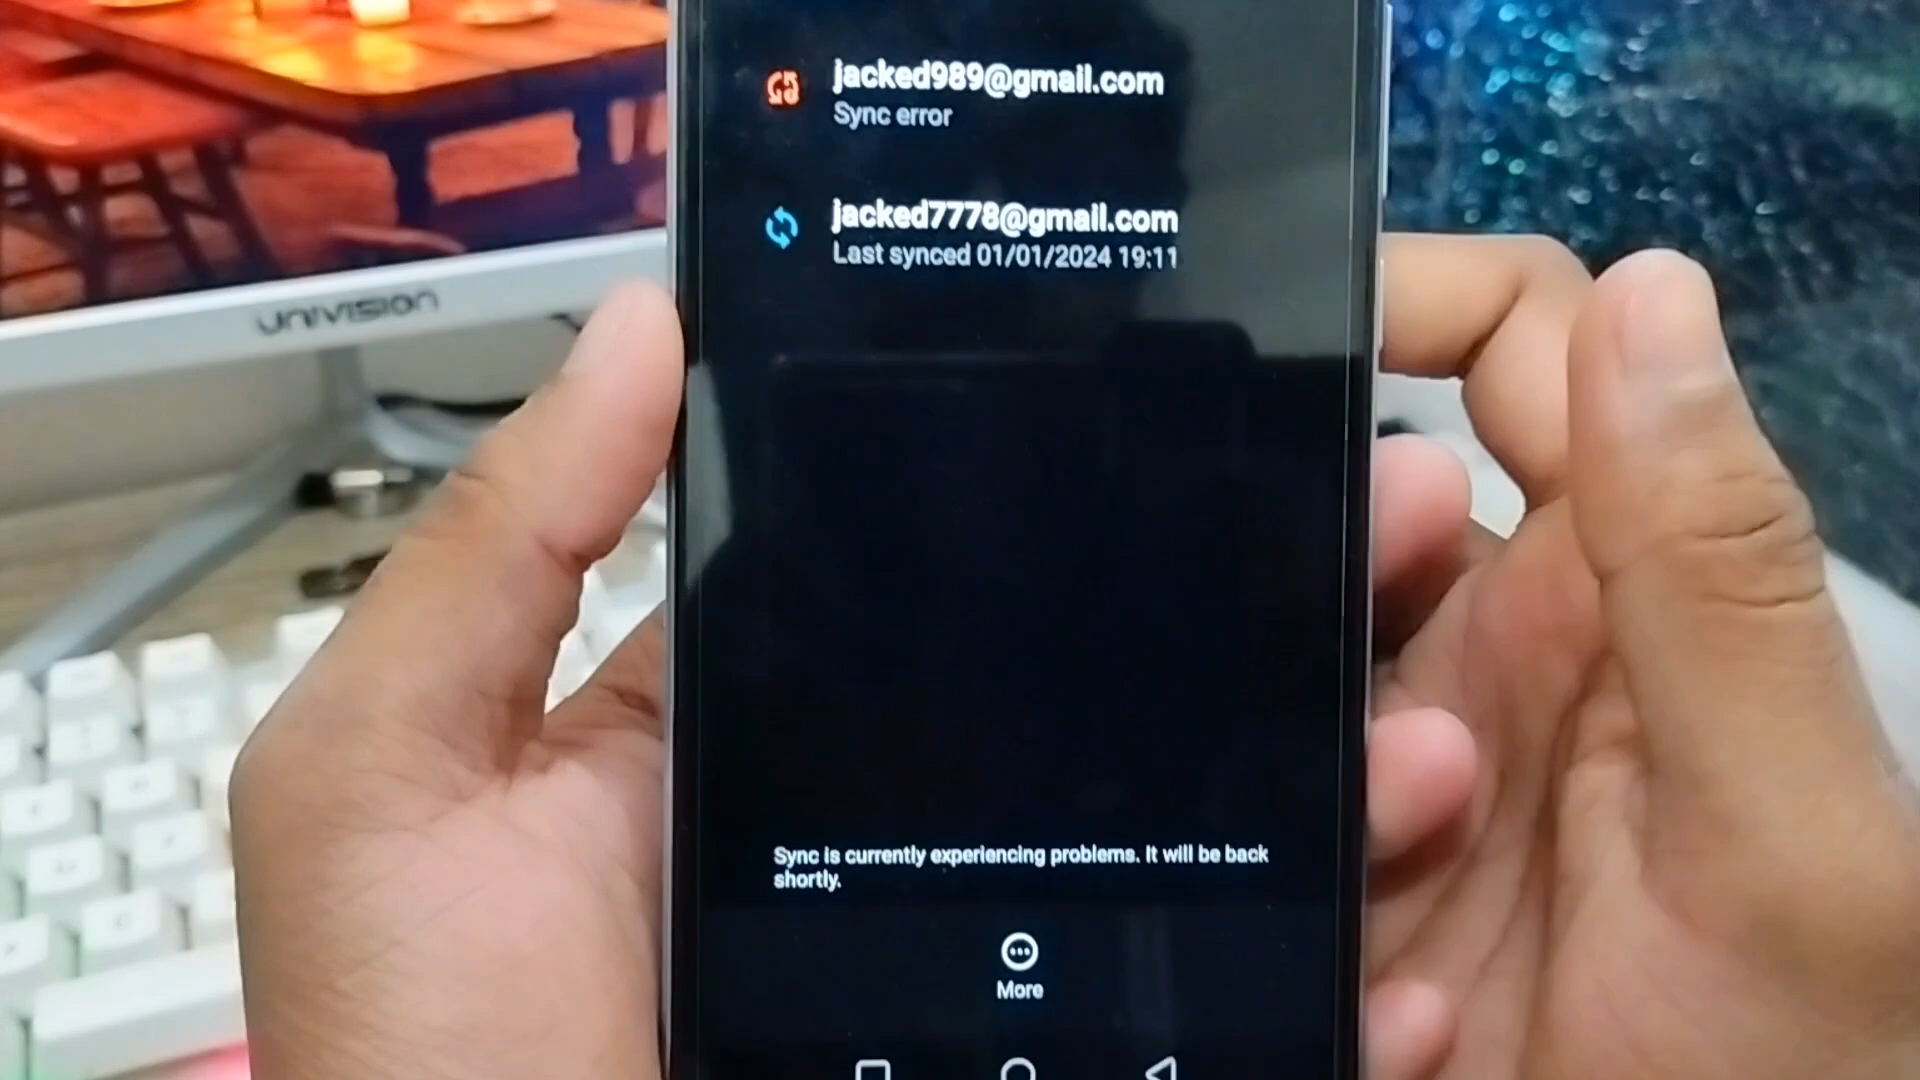 jacked989@gmail.com
Sync error
jacked7778@gmail.com
Last synced 01/01/2024 19:11
UNIVISION
Sync is currently experiencing problems. It will be back
shortly.
More